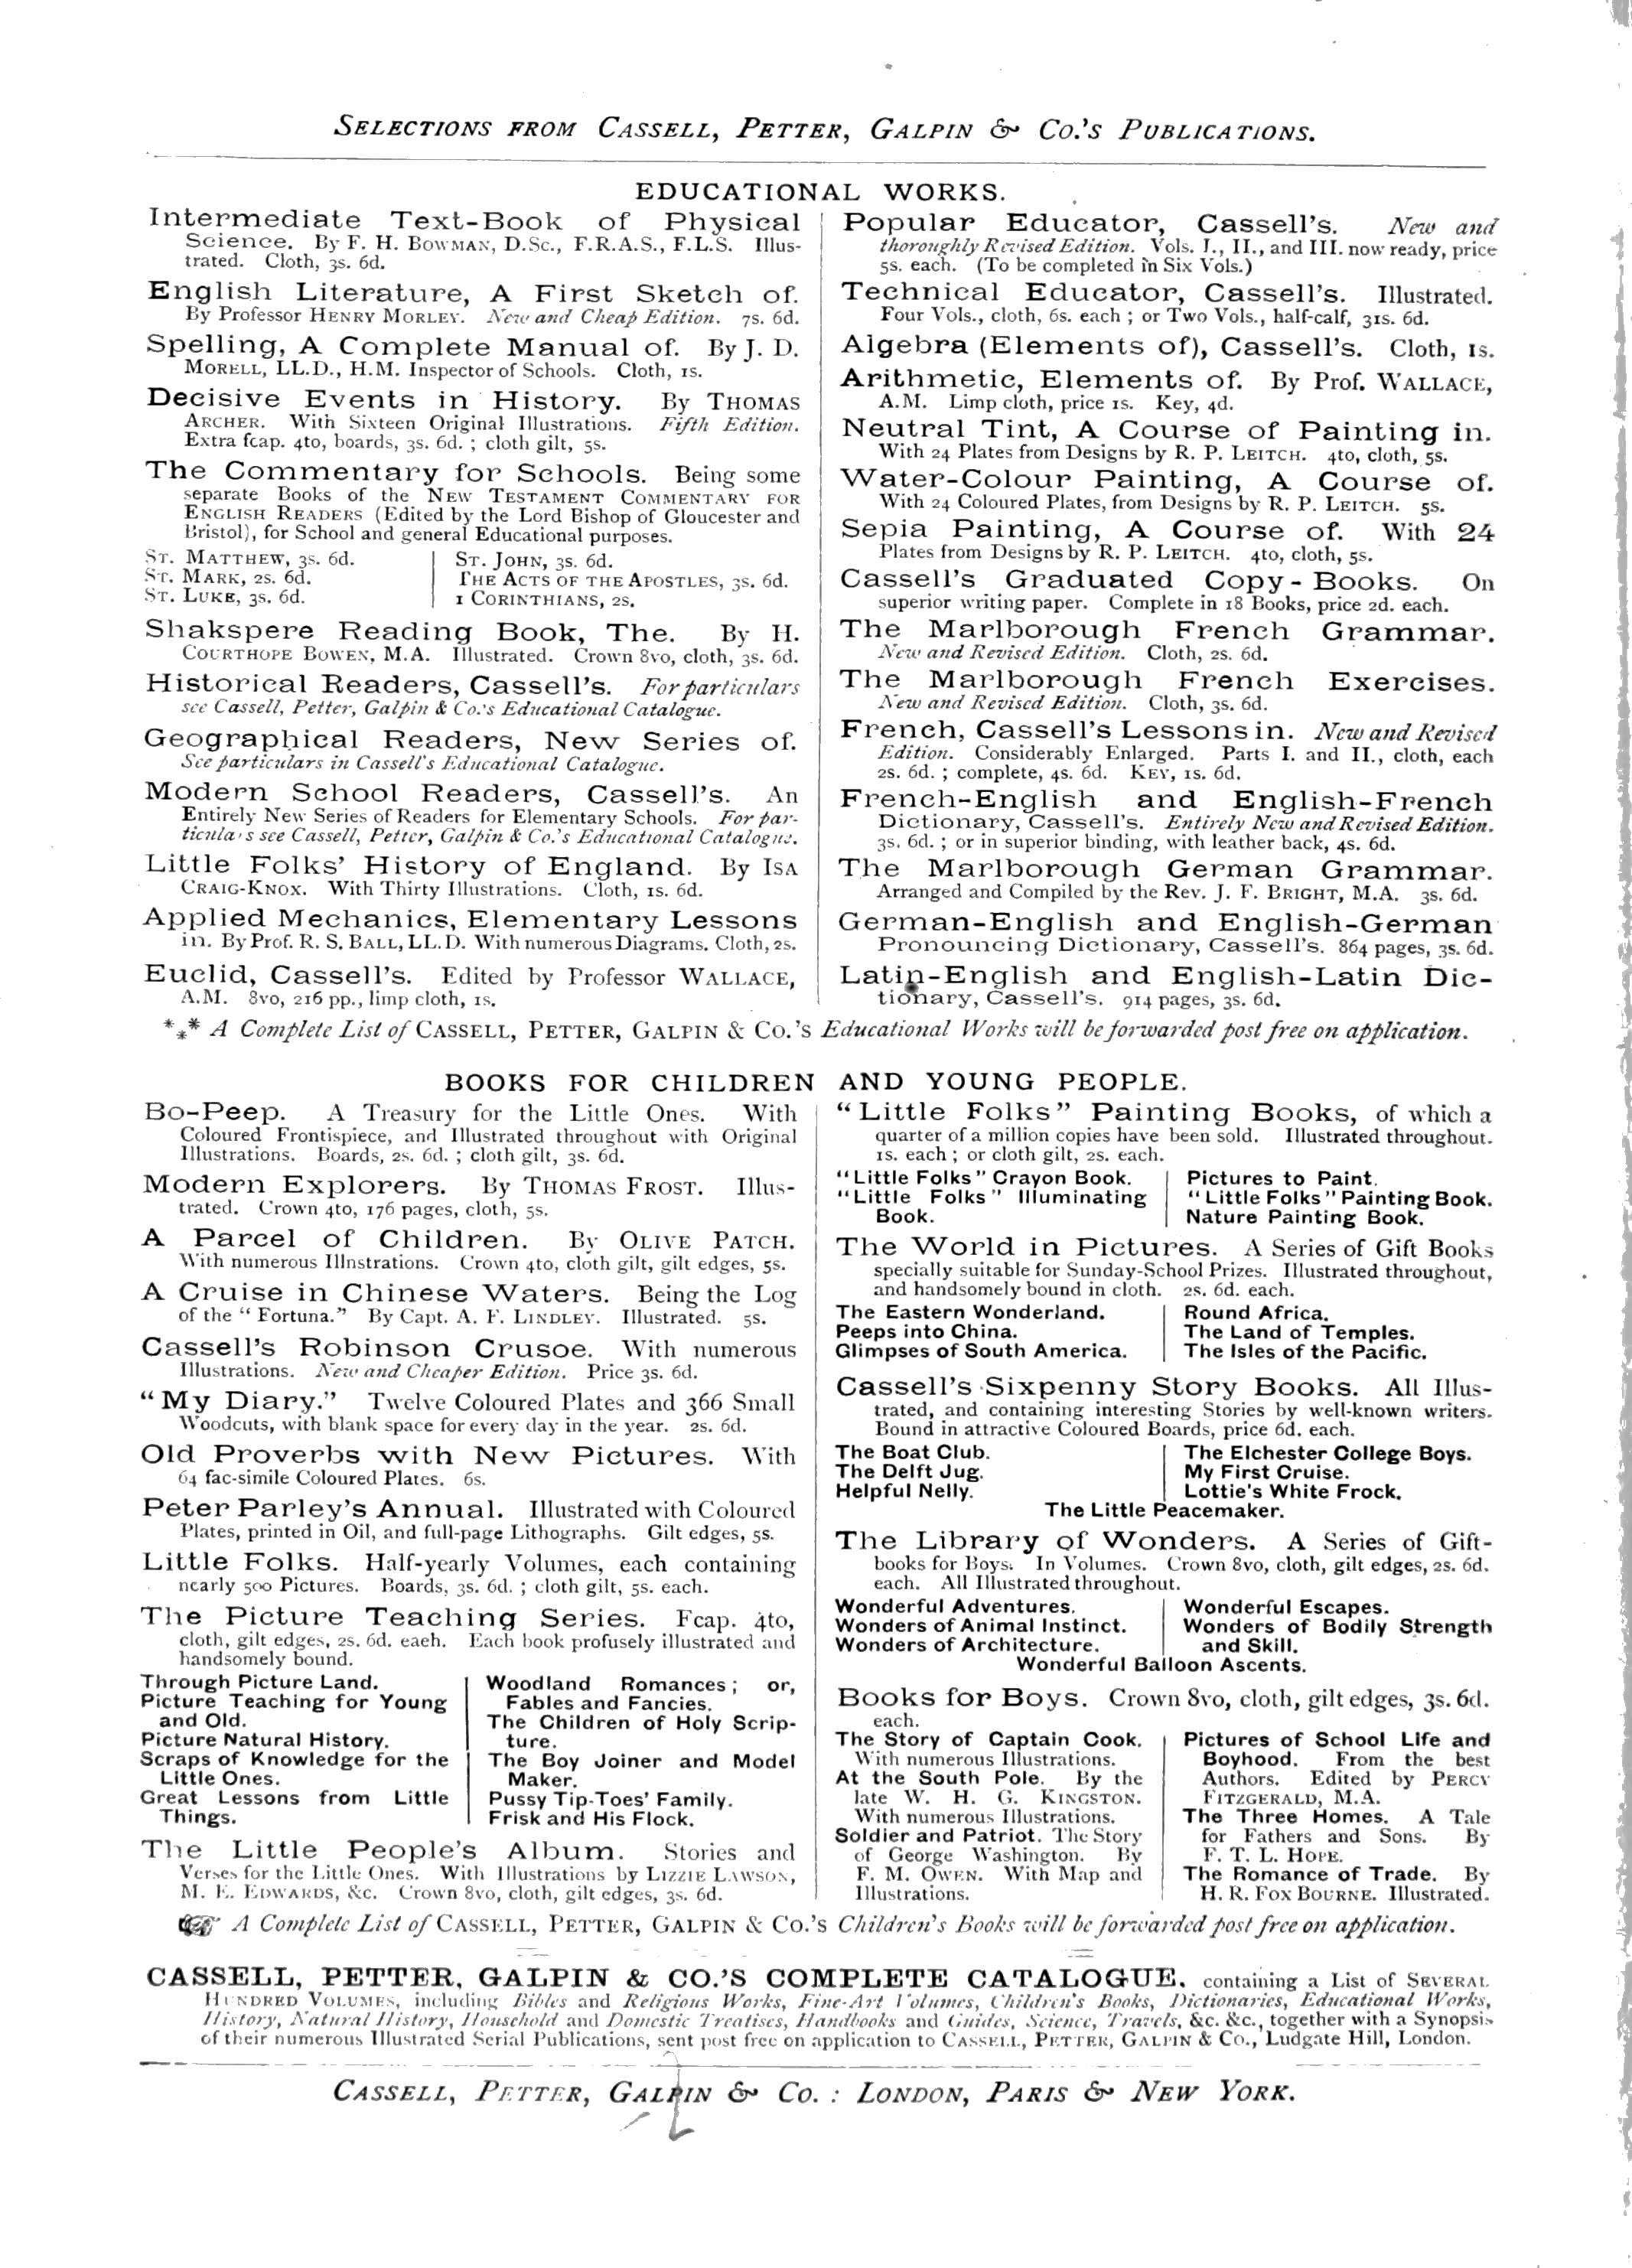 SELECTIONS FROM CASSELL, PETTER, GALPIN & CO.'S PUBLICATIONS.
EDUCATIONAL WORKS.
Intermediate Text-Book of Physical
Science. By F. H. BOWMAN, D.Sc., F.R.A.S., F.L.S. Illus-
trated. Cloth, 3s. 6d.
English Literature, A First Sketch of.
By Professor HENRY MORLEY. New and Cheap Edition. 7s. 6d.
Spelling, A Complete Manual of. By J. D.
MORELL, LL.D., H.M. Inspector of Schools. Cloth, 1s.
Decisive Events in History. By THOMAS
ARCHER. With Sixteen Original Illustrations. Fifth Edition.
Extra fcap. 4to, boards, 3s. 6d. ; cloth gilt, 5s.
The Commentary for Schools. Being some
separate Books of the NEW TESTAMENT COMMENTARY FOR
ENGLISH READERS (Edited by the Lord Bishop of Gloucester and
Bristol), for School and general Educational purposes.
ST. MATTHEW, 3s. 6d.
ST. MARK, 2s. 6d.
ST. LUKE, 3s. 6d.
ST. JOHN, 3s. 6d.
THE ACTS OF THE APOSTLES, 3s. 6d.
1 CORINTHIANS, 2s.
Shakspere Reading Book, The. By H.
COURTHOPE BOWEN, M.A. Illustrated. Crown 8vo, cloth, 3s. 6d.
Historical Readers, Cassell's. For particulars
see Cassell, Petter, Galpin & Co.'s Educational Catalogue.
Geographical Readers, New Series of.
See particulars in Cassell's Educational Catalogue.
Modern School Readers, Cassell's. An
Entirely New Series of Readers for Elementary Schools. For par-
ticulars see Cassell, Petter, Galpin & Co.'s Educational Catalogue.
Little Folks' History of England. By ISA
CRAIG-KNOX. With Thirty Illustrations. Cloth, 1s. 6d.
Applied Mechanics, Elementary Lessons
in. By Prof. R. S. BALL, LL.D. With numerous Diagrams. Cloth, 2s.
Euclid, Cassell's. Edited by Professor WALLACE,
A.M. 8vo, 216 pp., limp cloth, 1s.
Popular Educator, Cassell's. New and
thoroughly Revised Edition. Vols. I., II., and III. now ready, price
5s. each. (To be completed in Six Vols.)
Technical Educator, Cassell's. Illustrated.
Four Vols., cloth, 6s. each ; or Two Vols., half-calf, 31s. 6d.
Algebra (Elements of), Cassell's. Cloth, 1s.
Arithmetic, Elements of. By Prof. WALLACE,
A.M. Limp cloth, price 1s. Key, 4d.
Neutral Tint, A Course of Painting in.
With 24 Plates from Designs by R. P. LEITCH. 4to, cloth, 5s.
Water-Colour Painting, A Course of.
With 24 Coloured Plates, from Designs by R. P. LEITCH. 5s.
Sepia Painting, A Course of. With 24
Plates from Designs by R. P. LEITCH. 4to, cloth, 5s.
Cassell's Graduated Copy-Books. On
superior writing paper. Complete in 18 Books, price 2d. each.
The Marlborough French Grammar.
New and Revised Edition. Cloth, 2s. 6d.
The Marlborough French Exercises.
New and Revised Edition. Cloth, 3s. 6d.
French, Cassell's Lessons in. New and Revised
Edition. Considerably Enlarged. Parts I. and II., cloth, each
2s. 6d. ; complete, 4s. 6d. KEY, 1s. 6d.
French-English and English-French
Dictionary, Cassell's. Entirely New and Revised Edition.
3s. 6d. ; or in superior binding, with leather back, 4s. 6d.
The Marlborough German Grammar.
Arranged and Compiled by the Rev. J. F. BRIGHT, M.A. 3s. 6d.
German-English and English-German
Pronouncing Dictionary, Cassell's. 864 pages, 3s. 6d.
Latin-English and English-Latin Dic-
tionary, Cassell's. 914 pages, 3s. 6d.
*** A Complete List of CASSELL, PETTER, GALPIN & CO.'S Educational Works will be forwarded post free on application.
BOOKS FOR CHILDREN AND YOUNG PEOPLE.
Bo-Peep. A Treasury for the Little Ones. With
Coloured Frontispiece, and Illustrated throughout with Original
Illustrations. Boards, 2s. 6d. ; cloth gilt, 3s. 6d.
Modern Explorers. By THOMAS FROST. Illus-
trated. Crown 4to, 176 pages, cloth, 5s.
A Parcel of Children. By OLIVE PATCH.
With numerous Illnstrations. Crown 4to, cloth gilt, gilt edges, 5s.
A Cruise in Chinese Waters. Being the Log
of the "Fortuna." By Capt. A. F. LINDLEY. Illustrated. 5s.
Cassell's Robinson Crusoe. With numerous
Illustrations. New and Cheaper Edition. Price 3s. 6d.
"My Diary." Twelve Coloured Plates and 366 Small
Woodcuts, with blank space for every day in the year. 2s. 6d.
Old Proverbs with New Pictures. With
64 fac-simile Coloured Plates. 6s.
Peter Parley's Annual. Illustrated with Coloured
Plates, printed in Oil, and full-page Lithographs. Gilt edges, 5s.
Little Folks. Half-yearly Volumes, each containing
nearly 500 Pictures. Boards, 3s. 6d. ; cloth gilt, 5s. each.
The Picture Teaching Series. Fcap. 4to,
cloth, gilt edges, 2s. 6d. each. Each book profusely illustrated and
handsomely bound.
Through Picture Land.
Picture Teaching for Young
and Old.
Picture Natural History.
Scraps of Knowledge for the
Little Ones.
Great Lessons from Little
Things.
Woodland Romances ; or,
Fables and Fancies.
The Children of Holy Scrip-
ture.
The Boy Joiner and Model
Maker.
Pussy Tip-Toes' Family.
Frisk and His Flock.
The Little People's Album. Stories and
Verses for the Little Ones. With Illustrations by LIZZIE LAWSON,
M. E. EDWARDS, &c. Crown 8vo, cloth, gilt edges, 3s. 6d.
"Little Folks" Painting Books, of which a
quarter of a million copies have been sold. Illustrated throughout.
1s. each ; or cloth gilt, 2s. each.
"Little Folks" Crayon Book.
"Little Folks" Illuminating
Book.
Pictures to Paint.
"Little Folks" Painting Book.
Nature Painting Book.
The World in Pictures. A Series of Gift Books
specially suitable for Sunday-School Prizes. Illustrated throughout,
and handsomely bound in cloth. 2s. 6d. each.
The Eastern Wonderland.
Peeps into China.
Glimpses of South America.
Round Africa.
The Land of Temples.
The Isles of the Pacific.
Cassell's Sixpenny Story Books. All Illus-
trated, and containing interesting Stories by well-known writers.
Bound in attractive Coloured Boards, price 6d. each.
The Boat Club.
The Delft Jug.
Helpful Nelly.
The Elchester College Boys.
My First Cruise.
Lottie's White Frock.
The Little Peacemaker.
The Library of Wonders. A Series of Gift-
books for Boys. In Volumes. Crown 8vo, cloth, gilt edges, 2s. 6d.
each. All Illustrated throughout.
Wonderful Adventures.
Wonders of Animal Instinct.
Wonders of Architecture.
Wonderful Escapes.
Wonders of Bodily Strength
and Skill.
Wonderful Balloon Ascents.
Books for Boys. Crown 8vo, cloth, gilt edges, 3s. 6d.
each.
The Story of Captain Cook.
With numerous Illustrations.
At the South Pole. By the
late W. H. G. KINGSTON.
With numerous Illustrations.
Soldier and Patriot. The Story
of George Washington. By
F. M. OWEN. With Map and
Illustrations.
Pictures of School Life and
Boyhood. From the best
Authors. Edited by PERCY
FITZGERALD, M.A.
The Three Homes. A Tale
for Fathers and Sons. By
F. T. L. HOPE.
The Romance of Trade. By
H. R. FOX BOURNE. Illustrated.
A Complete List of CASSELL, PETTER, GALPIN & CO.'S Children's Books will be forwarded post free on application.
CASSELL, PETTER, GALPIN & CO.'S COMPLETE CATALOGUE, containing a List of SEVERAL
HUNDRED VOLUMES, including Bibles and Religious Works, Fine-Art Volumes, Children's Books, Dictionaries, Educational Works,
History, Natural History, Household and Domestic Treatises, Handbooks and Guides, Science, Travels, &c. &c., together with a Synopsis
of their numerous Illustrated Serial Publications, sent post free on application to CASSELL, PETTER, GALPIN & CO., Ludgate Hill, London.
CASSELL, PETTER, GALPIN & CO. : LONDON, PARIS & NEW YORK.